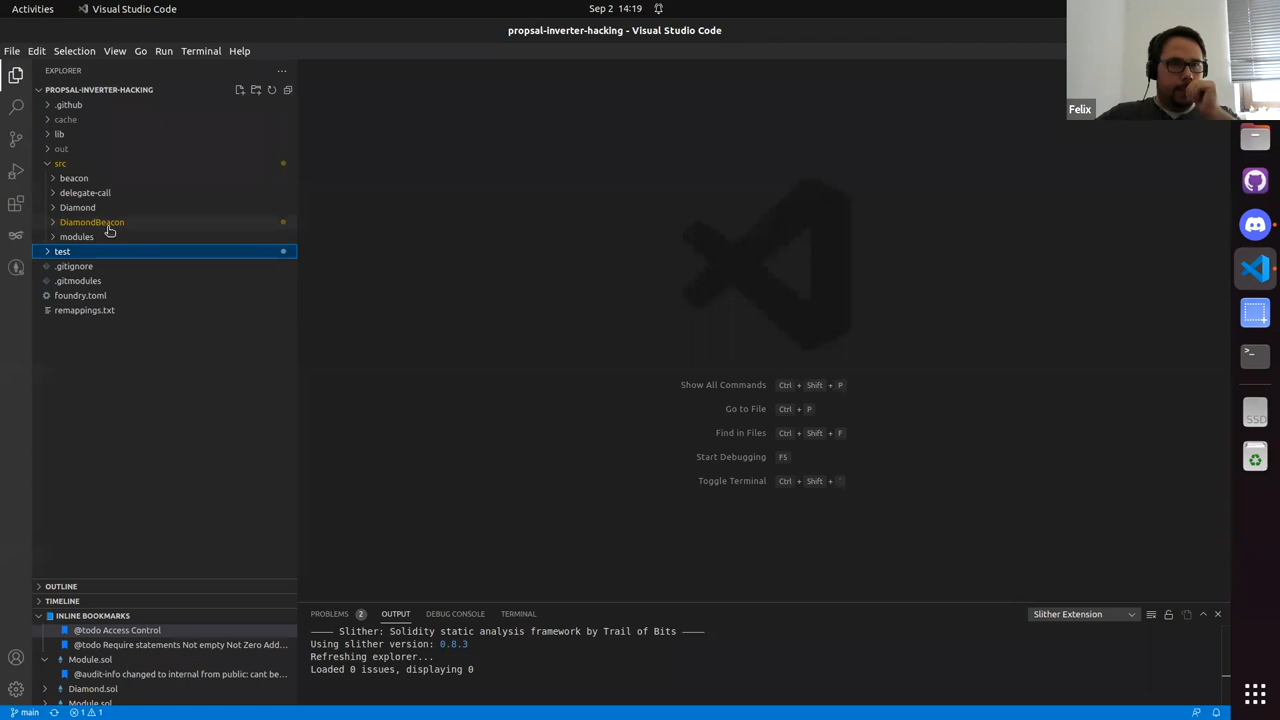 Activities
Visual Studio Code
Sep 2 14:19
propsal-inverter-hacking - Visual Studio Code
File Edit Selection View Go Run Terminal Help
Felix
EXPLORER
PROPSAL-INVERTER-HACKING
.github
cache
lib
out
src
beacon
delegate-call
Diamond
DiamondBeacon
modules
test
.gitignore
.gitmodules
foundry.toml
remappings.txt
Show All Commands Ctrl + Shift + P
Go to File Ctrl + P
Find in Files Ctrl + Shift + F
Start Debugging F5
Toggle Terminal Ctrl + Shift + `
OUTLINE
TIMELINE
INLINE BOOKMARKS
@todo Access Control
@todo Require statements Not empty Not Zero Add...
Module.sol
@audit-info changed to internal from public: cant be...
Diamond.sol
Module.sol
PROBLEMS 2 OUTPUT DEBUG CONSOLE TERMINAL
Slither Extension
—— Slither: Solidity static analysis framework by Trail of Bits ——
Using slither version: 0.8.3
Refreshing explorer...
Loaded 0 issues, displaying 0
SSD
main
1 1